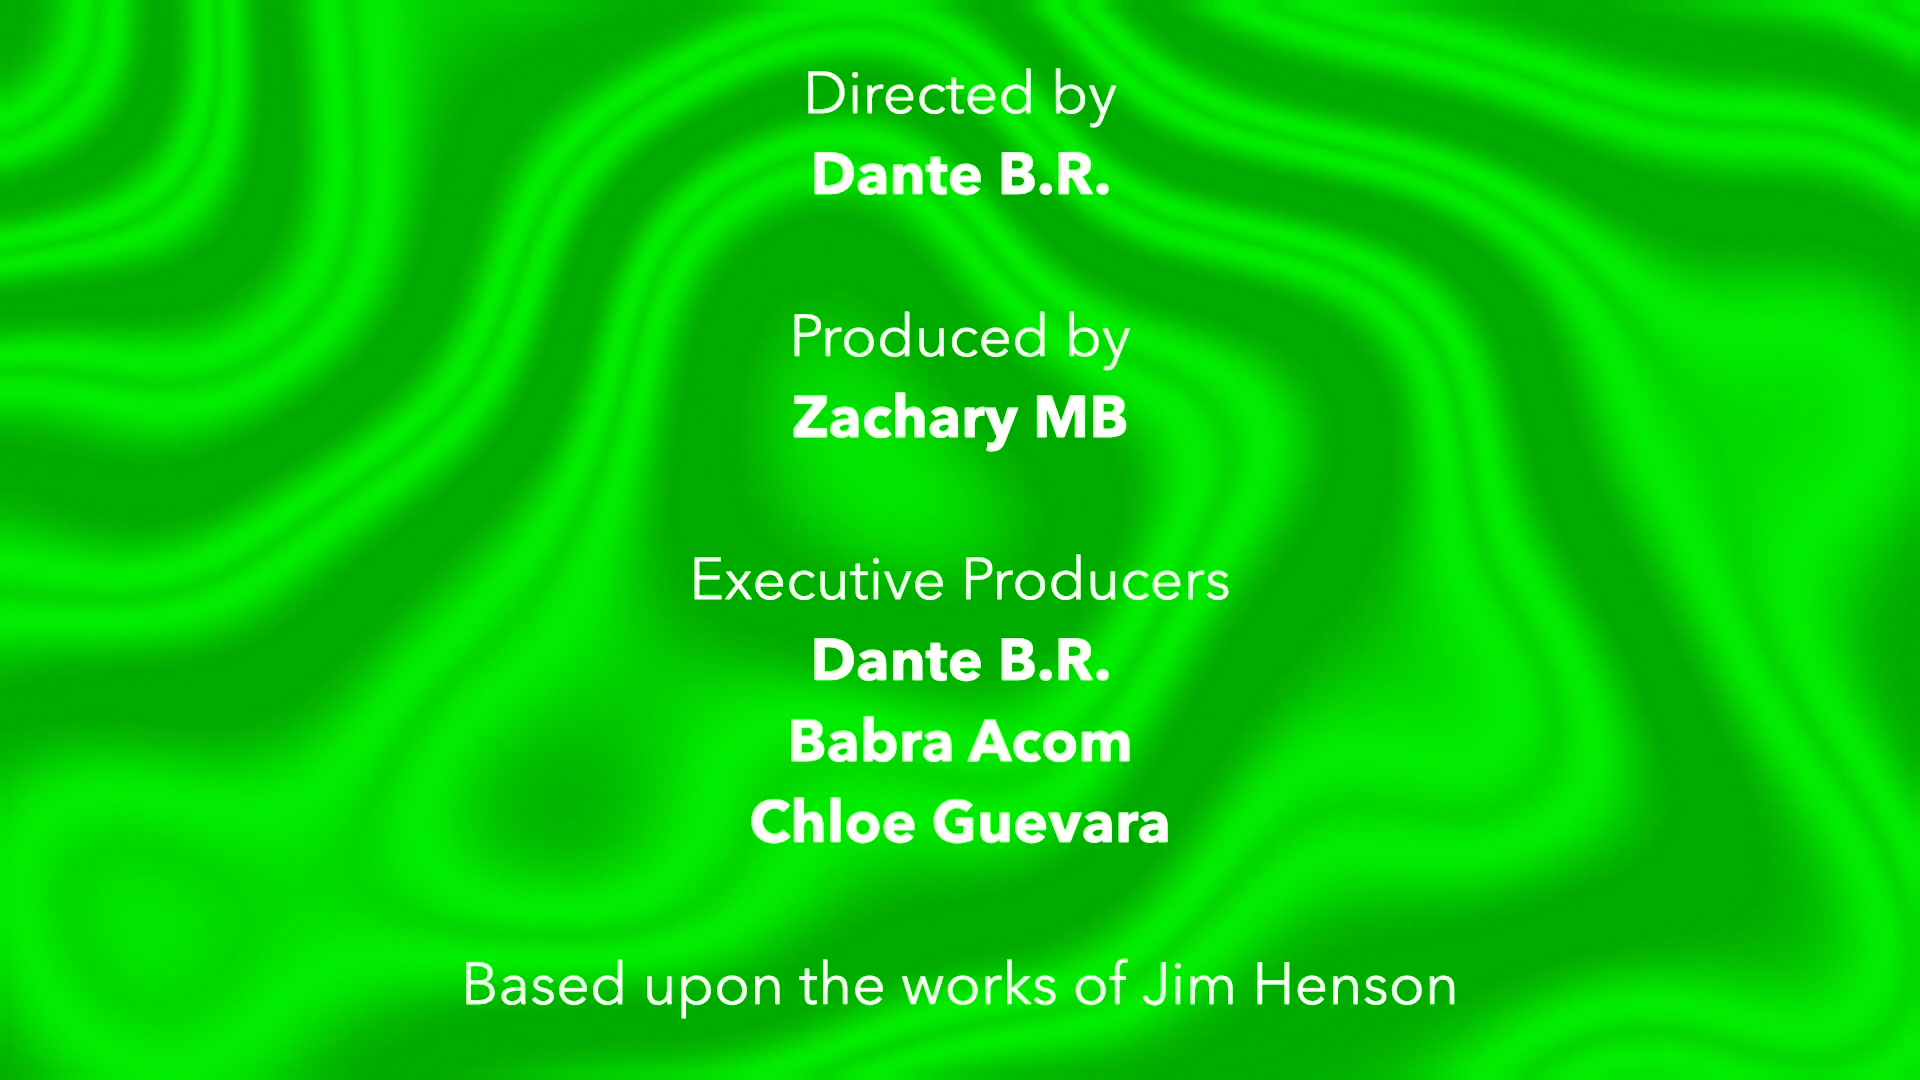 Directed by
Dante B.R.
Produced by
Zachary MB
Executive Producers
Dante B.R.
Babra Acom
Chloe Guevara
Based upon the works of Jim Henson